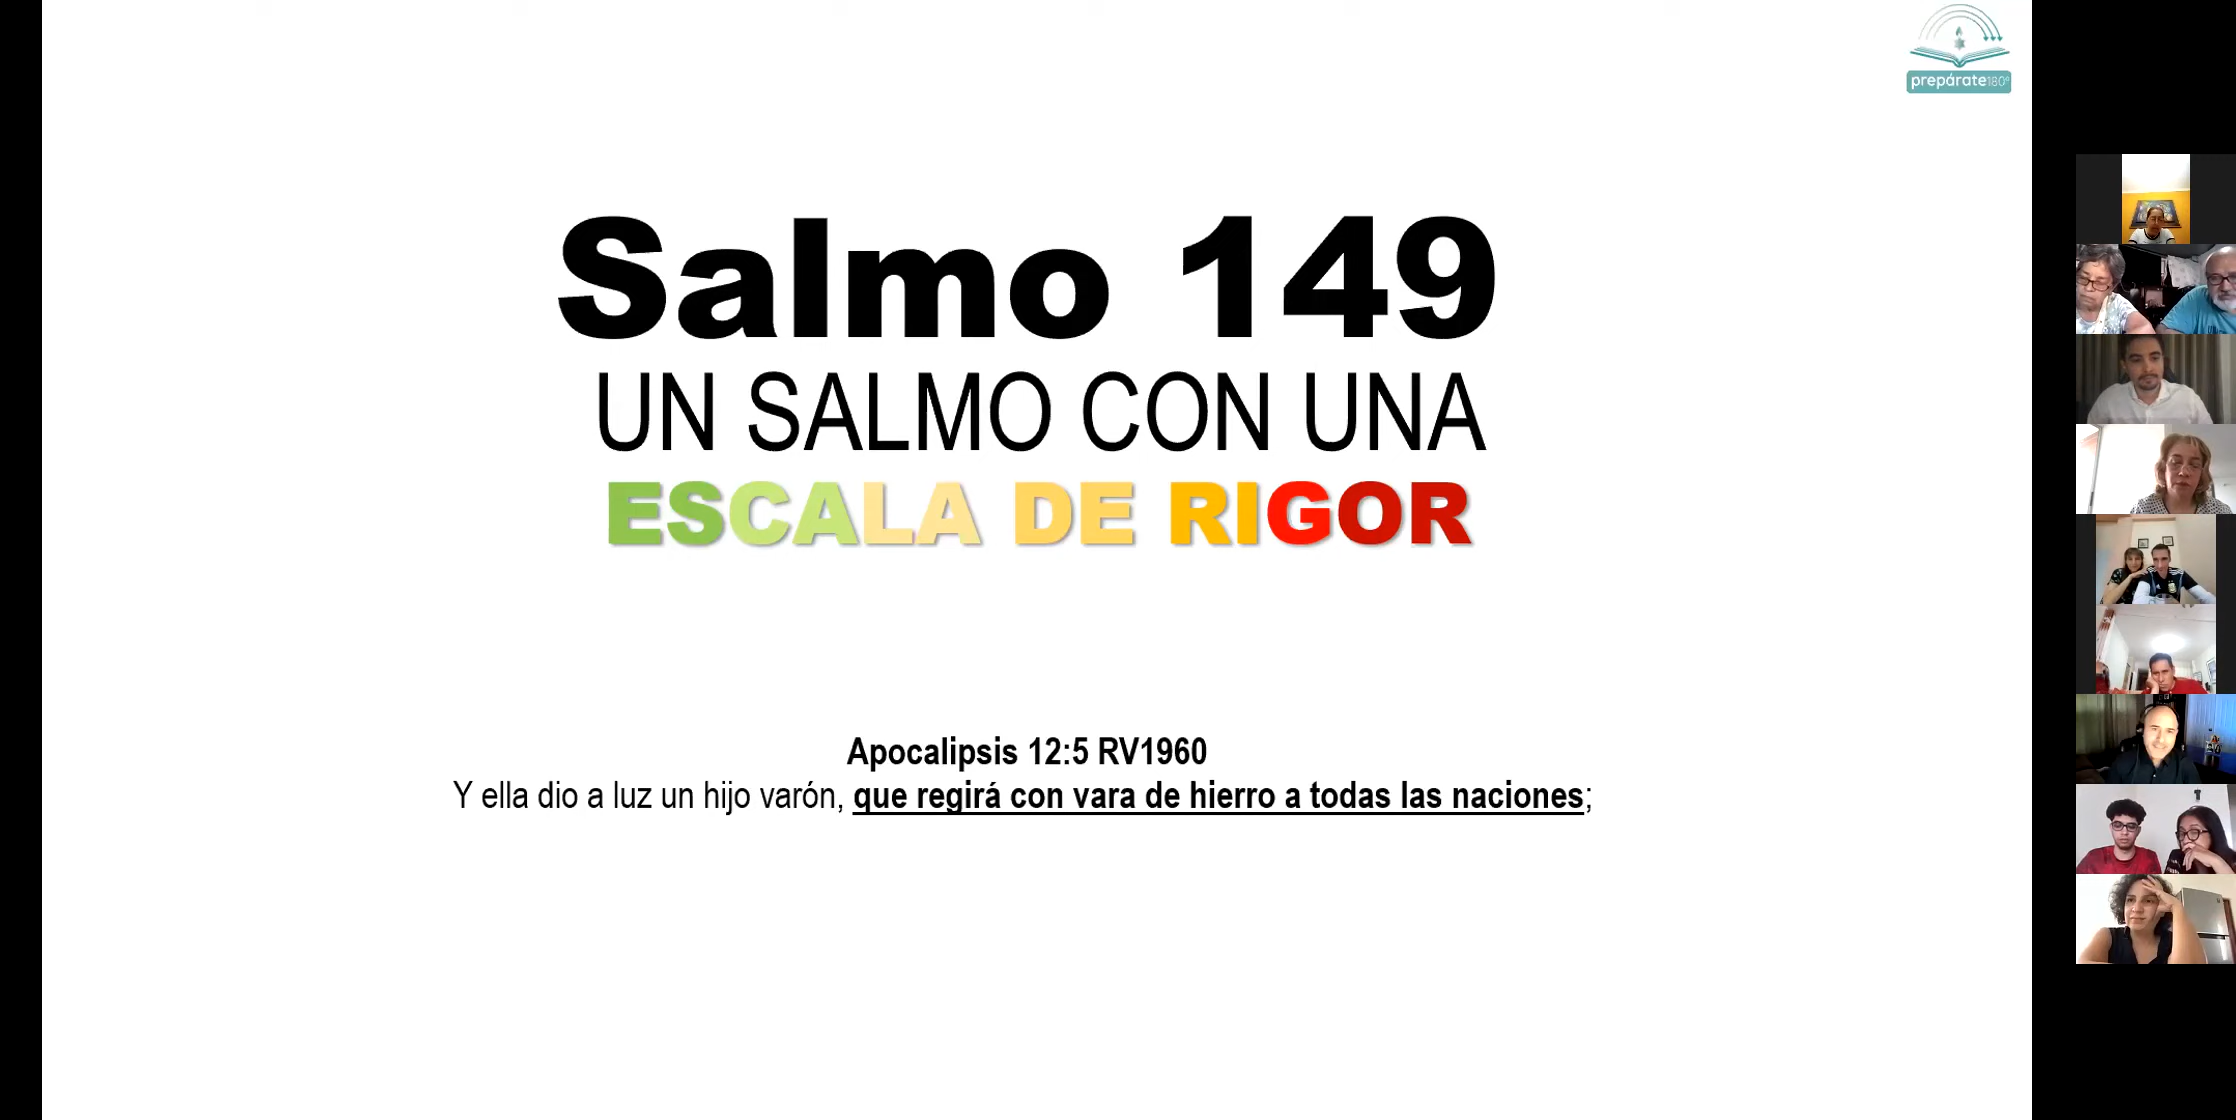 prepárate180°
Salmo 149
UN SALMO CON UNA
ESCALA DE RIGOR
Apocalipsis 12:5 RV1960
Y ella dio a luz un hijo varón, que regirá con vara de hierro a todas las naciones;